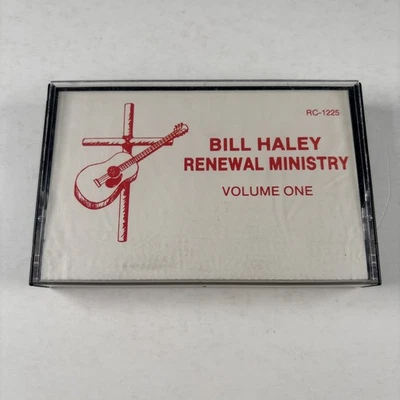 RC-1225
BILL HALEY
RENEWAL MINISTRY
VOLUME ONE